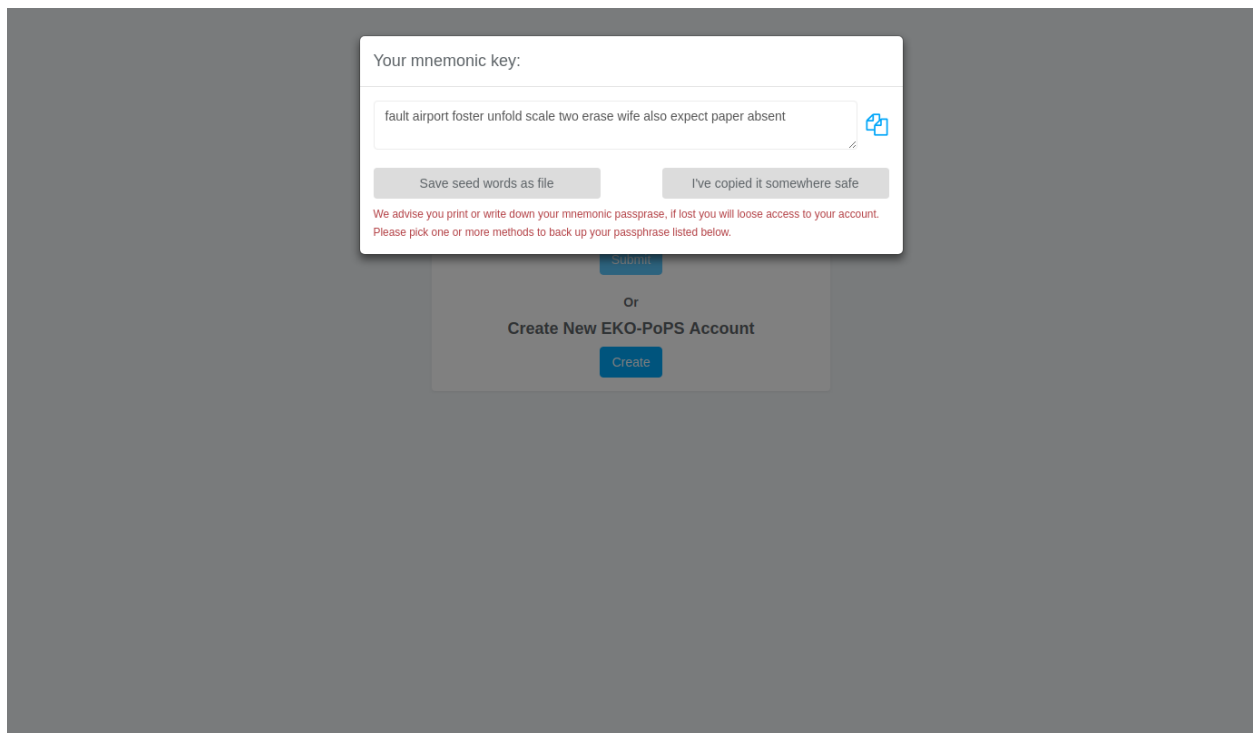 Your mnemonic key:
fault airport foster unfold scale two erase wife also expect paper absent
Save seed words as file
I've copied it somewhere safe
We advise you print or write down your mnemonic passprase, if lost you will loose access to your account.
Please pick one or more methods to back up your passphrase listed below.
Submit
Or
Create New EKO-PoPS Account
Create